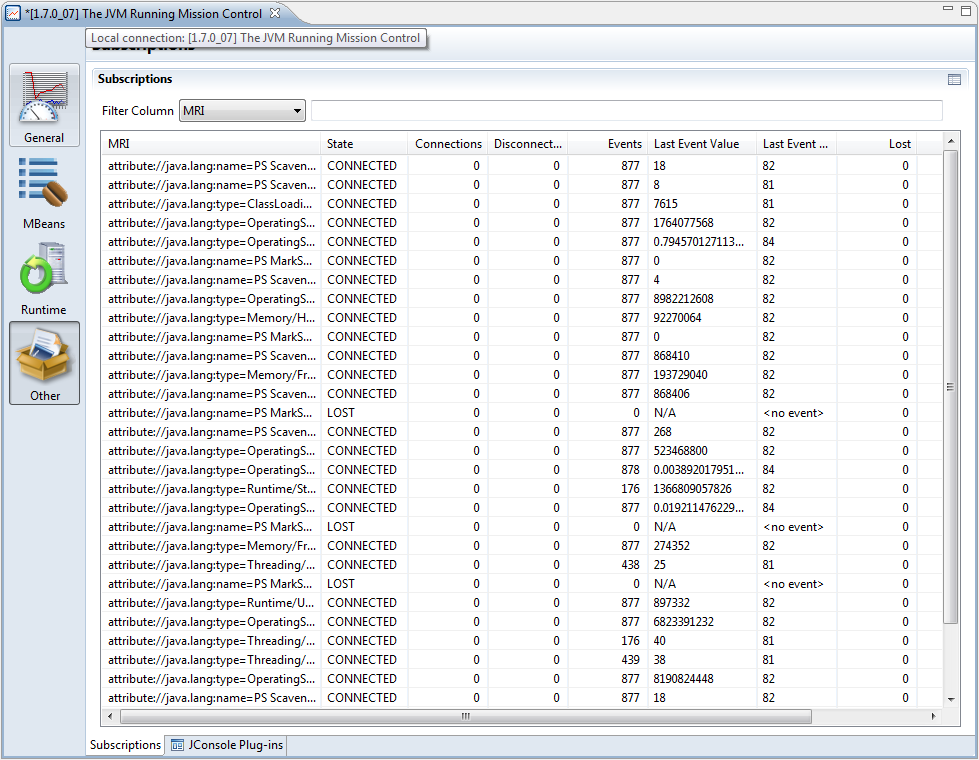 *[1.7.0_07] The JVM Running Mission Control
Local connection: [1.7.0_07] The JVM Running Mission Control
Subscriptions
Subscriptions
Filter Column MRI
General
MBeans
Runtime
Other
MRI State Connections Disconnect... Events Last Event Value Last Event ... Lost
attribute://java.lang:name=PS Scaven... CONNECTED 0 0 877 18 82 0
attribute://java.lang:name=PS Scaven... CONNECTED 0 0 877 8 81 0
attribute://java.lang:type=ClassLoadi... CONNECTED 0 0 877 7615 81 0
attribute://java.lang:type=OperatingS... CONNECTED 0 0 877 1764077568 82 0
attribute://java.lang:type=OperatingS... CONNECTED 0 0 877 0.794570127113... 84 0
attribute://java.lang:name=PS MarkS... CONNECTED 0 0 877 0 82 0
attribute://java.lang:name=PS Scaven... CONNECTED 0 0 877 4 82 0
attribute://java.lang:type=OperatingS... CONNECTED 0 0 877 8982212608 82 0
attribute://java.lang:type=Memory/H... CONNECTED 0 0 877 92270064 82 0
attribute://java.lang:name=PS MarkS... CONNECTED 0 0 877 0 82 0
attribute://java.lang:name=PS Scaven... CONNECTED 0 0 877 868410 82 0
attribute://java.lang:type=Memory/Fr... CONNECTED 0 0 877 193729040 82 0
attribute://java.lang:name=PS Scaven... CONNECTED 0 0 877 868406 82 0
attribute://java.lang:name=PS MarkS... LOST 0 0 0 N/A <no event> 0
attribute://java.lang:name=PS Scaven... CONNECTED 0 0 877 268 82 0
attribute://java.lang:type=OperatingS... CONNECTED 0 0 877 523468800 82 0
attribute://java.lang:type=OperatingS... CONNECTED 0 0 878 0.003892017951... 84 0
attribute://java.lang:type=Runtime/St... CONNECTED 0 0 176 1366809057826 82 0
attribute://java.lang:type=OperatingS... CONNECTED 0 0 877 0.019211476229... 84 0
attribute://java.lang:name=PS MarkS... LOST 0 0 0 N/A <no event> 0
attribute://java.lang:type=Memory/Fr... CONNECTED 0 0 877 274352 82 0
attribute://java.lang:type=Threading/... CONNECTED 0 0 438 25 81 0
attribute://java.lang:name=PS MarkS... LOST 0 0 0 N/A <no event> 0
attribute://java.lang:type=Runtime/U... CONNECTED 0 0 877 897332 82 0
attribute://java.lang:type=OperatingS... CONNECTED 0 0 877 6823391232 82 0
attribute://java.lang:type=Threading/... CONNECTED 0 0 176 40 81 0
attribute://java.lang:type=Threading/... CONNECTED 0 0 439 38 81 0
attribute://java.lang:type=OperatingS... CONNECTED 0 0 877 8190824448 82 0
attribute://java.lang:name=PS Scaven... CONNECTED 0 0 877 18 82 0
Subscriptions JConsole Plug-ins